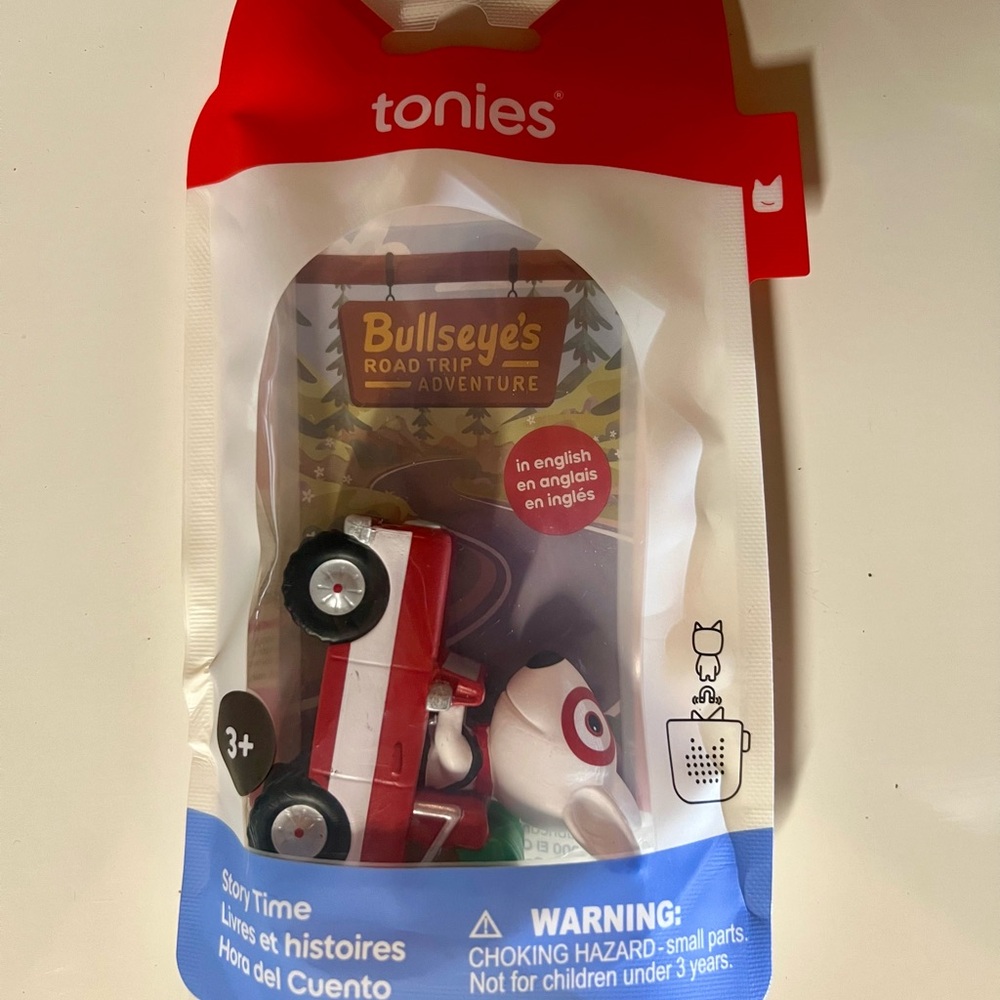 tonies®
Bullseye's
ROAD TRIP
ADVENTURE
in english
en anglais
en inglés
3+
Story Time
Livres et histoires
Hora del Cuento
WARNING:
CHOKING HAZARD - small parts.
Not for children under 3 years.